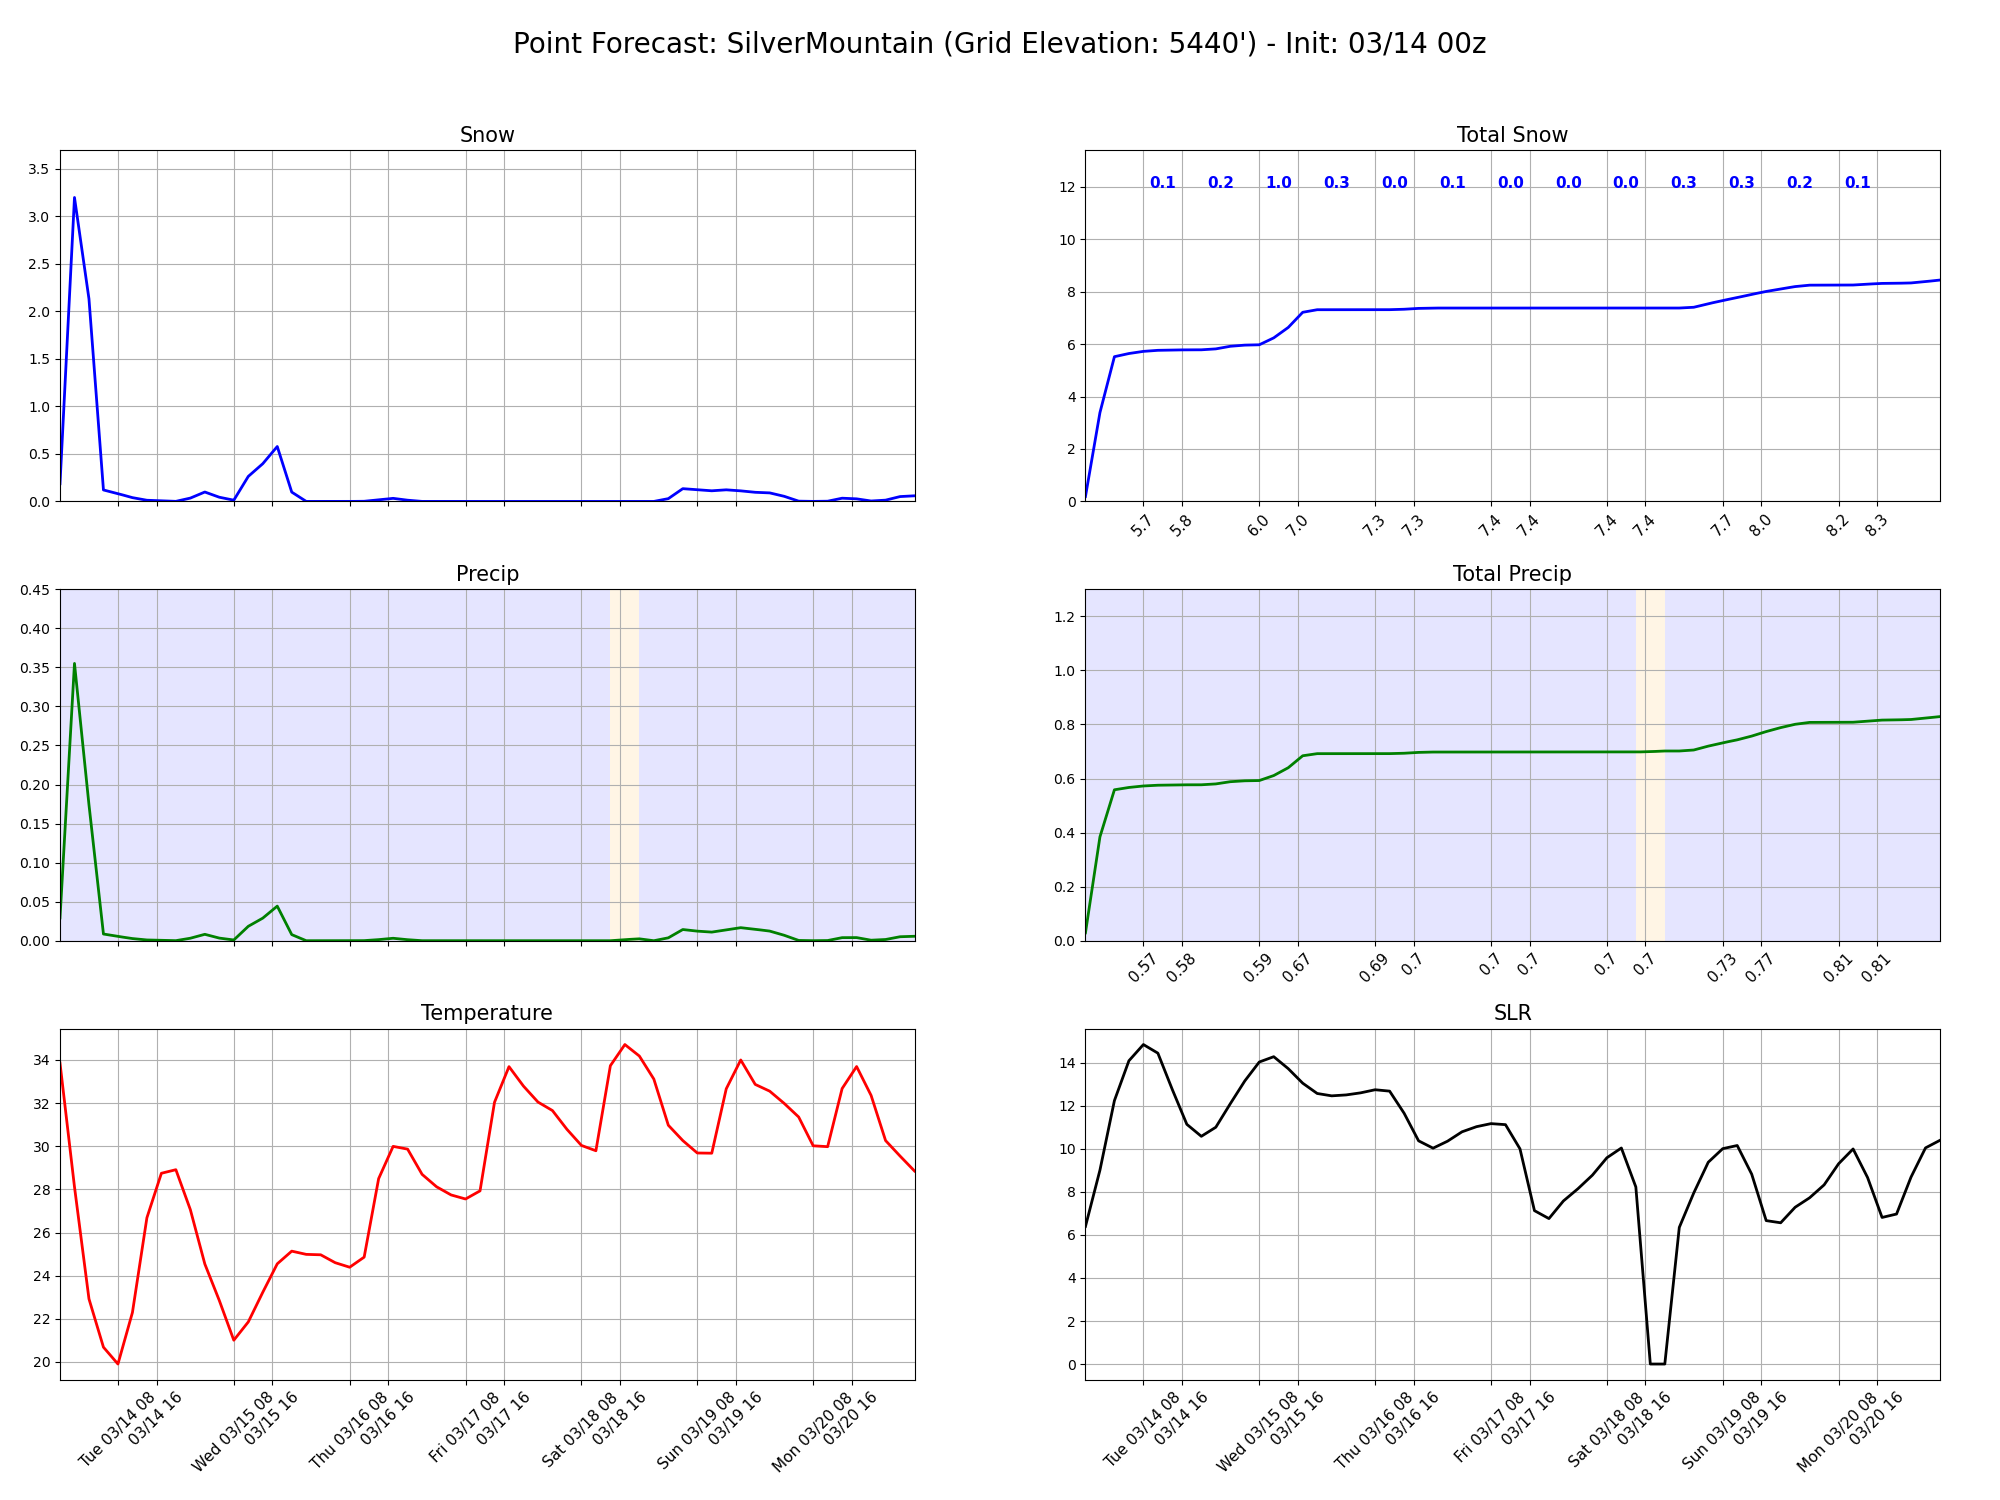 Point Forecast: SilverMountain (Grid Elevation: 5440') - Init: 03/14 00z
Snow
3.5
3.0
2.5
2.0
1.5
1.0
0.5
0.0
Total Snow
0.1 0.2 1.0 0.3 0.0 0.1 0.0 0.0 0.0 0.3 0.3 0.2 0.1
12
10
8
6
4
2
0
5.7 5.8 6.0 7.0 7.3 7.3 7.4 7.4 7.4 7.4 7.7 8.0 8.2 8.3
Precip
0.45
0.40
0.35
0.30
0.25
0.20
0.15
0.10
0.05
0.00
Total Precip
1.2
1.0
0.8
0.6
0.4
0.2
0.0
0.57 0.58 0.59 0.67 0.69 0.7 0.7 0.7 0.7 0.7 0.73 0.77 0.81 0.81
Temperature
34
32
30
28
26
24
22
20
Tue 03/14 08
03/14 16
Wed 03/15 08
03/15 16
Thu 03/16 08
03/16 16
Fri 03/17 08
03/17 16
Sat 03/18 08
03/18 16
Sun 03/19 08
03/19 16
Mon 03/20 08
03/20 16
SLR
14
12
10
8
6
4
2
0
Tue 03/14 08
03/14 16
Wed 03/15 08
03/15 16
Thu 03/16 08
03/16 16
Fri 03/17 08
03/17 16
Sat 03/18 08
03/18 16
Sun 03/19 08
03/19 16
Mon 03/20 08
03/20 16